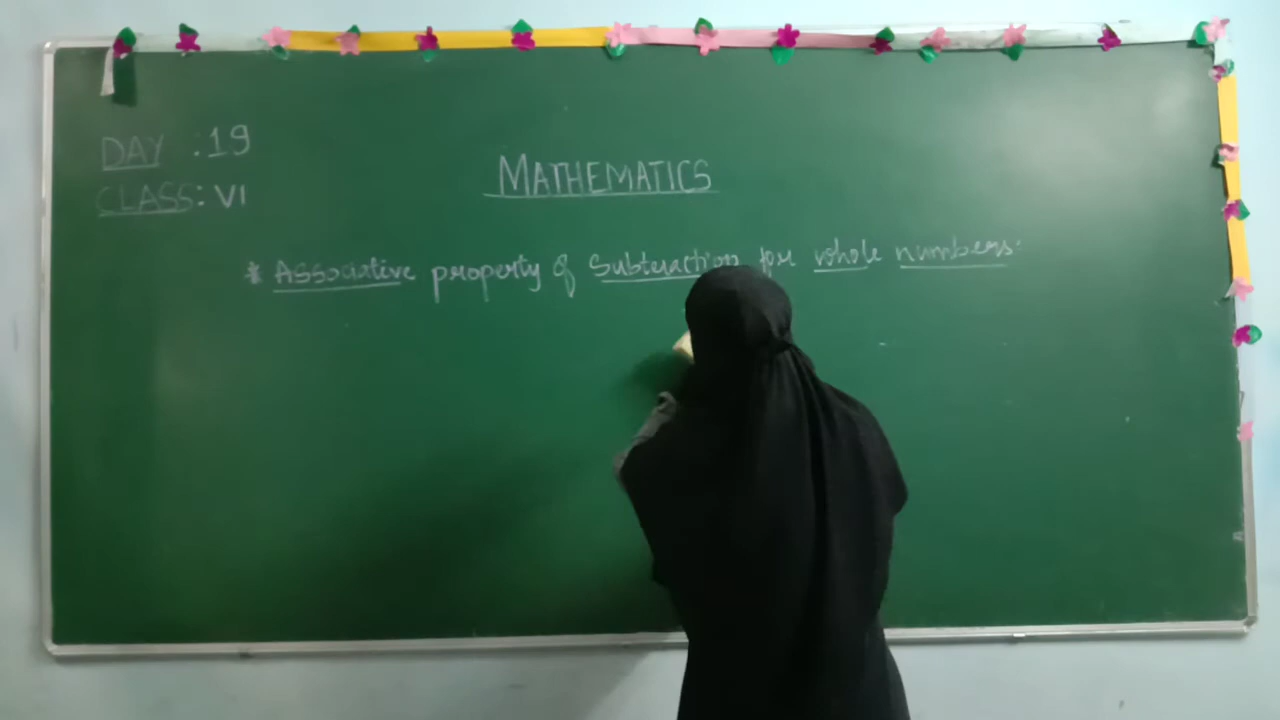 DAY : 19
CLASS: VI
MATHEMATICS
* Associative property of Subtraction for whole numbers.